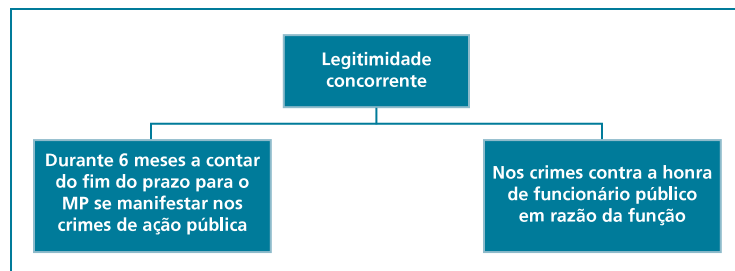 Legitimidade
concorrente
Durante 6 meses a contar
do fim do prazo para o
MP se manifestar nos
crimes de ação pública
Nos crimes contra a honra
de funcionário público
em razão da função